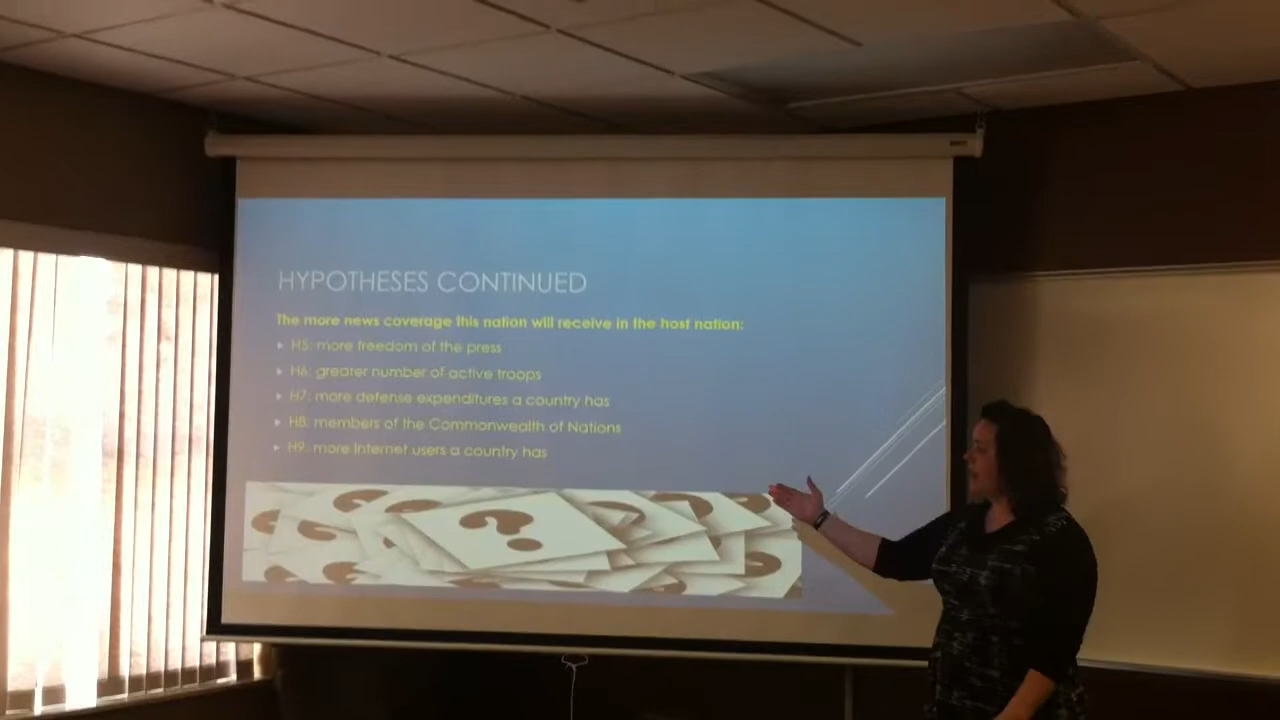 HYPOTHESES CONTINUED
The more news coverage this nation will receive in the host nation:
H5: more freedom of the press
H6: greater number of active troops
H7: more defense expenditures a country has
H8: members of the Commonwealth of Nations
H9: more Internet users a country has